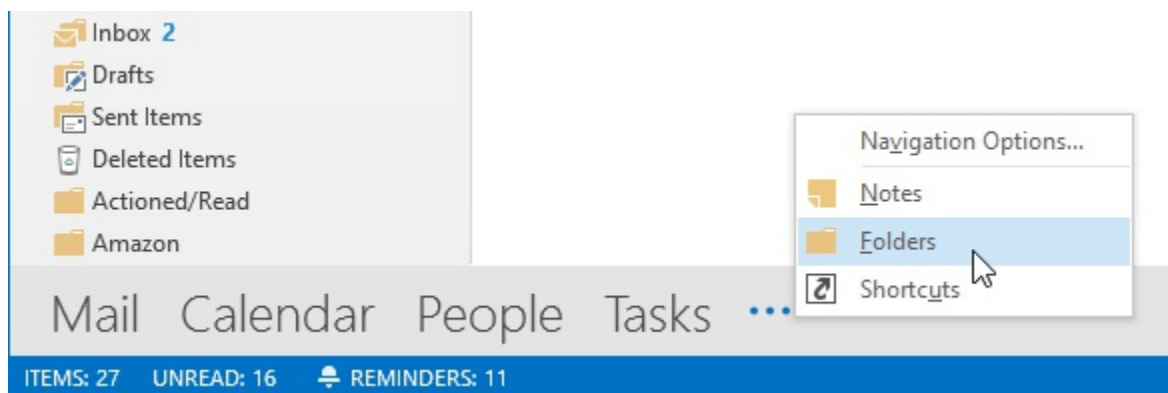 Inbox 2
Drafts
Sent Items
Deleted Items
Actioned/Read
Amazon
Navigation Options...
Notes
Folders
Shortcuts
Mail Calendar People Tasks •••
ITEMS: 27 UNREAD: 16 REMINDERS: 11